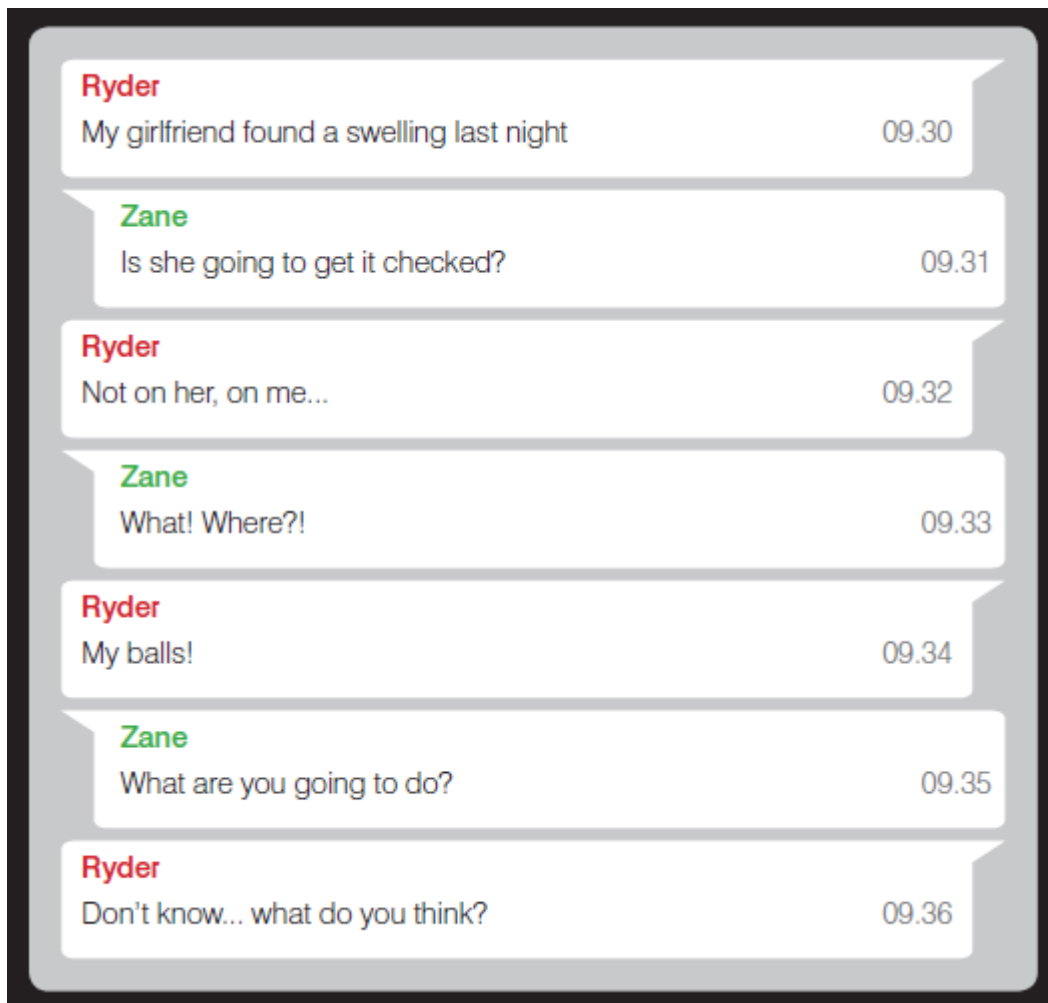 Ryder
My girlfriend found a swelling last night 09.30
Zane
Is she going to get it checked? 09.31
Ryder
Not on her, on me... 09.32
Zane
What! Where?! 09.33
Ryder
My balls! 09.34
Zane
What are you going to do? 09.35
Ryder
Don’t know... what do you think? 09.36